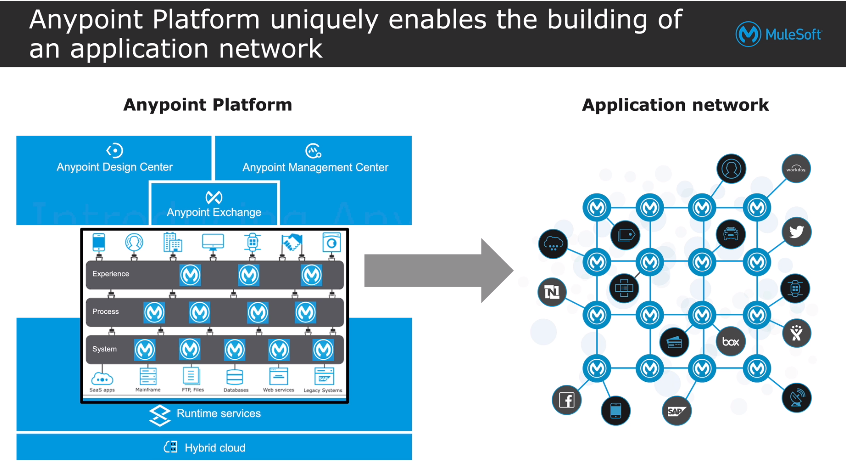 Anypoint Platform uniquely enables the building of
an application network
MuleSoft
Anypoint Platform
Application network
Anypoint Design Center
Anypoint Management Center
Anypoint Exchange
Experience
Process
System
SaaS apps
Mainframe
FTP, Files
Databases
Web services
Legacy Systems
Runtime services
Hybrid cloud
workday
N
box
f
SAP
SAP